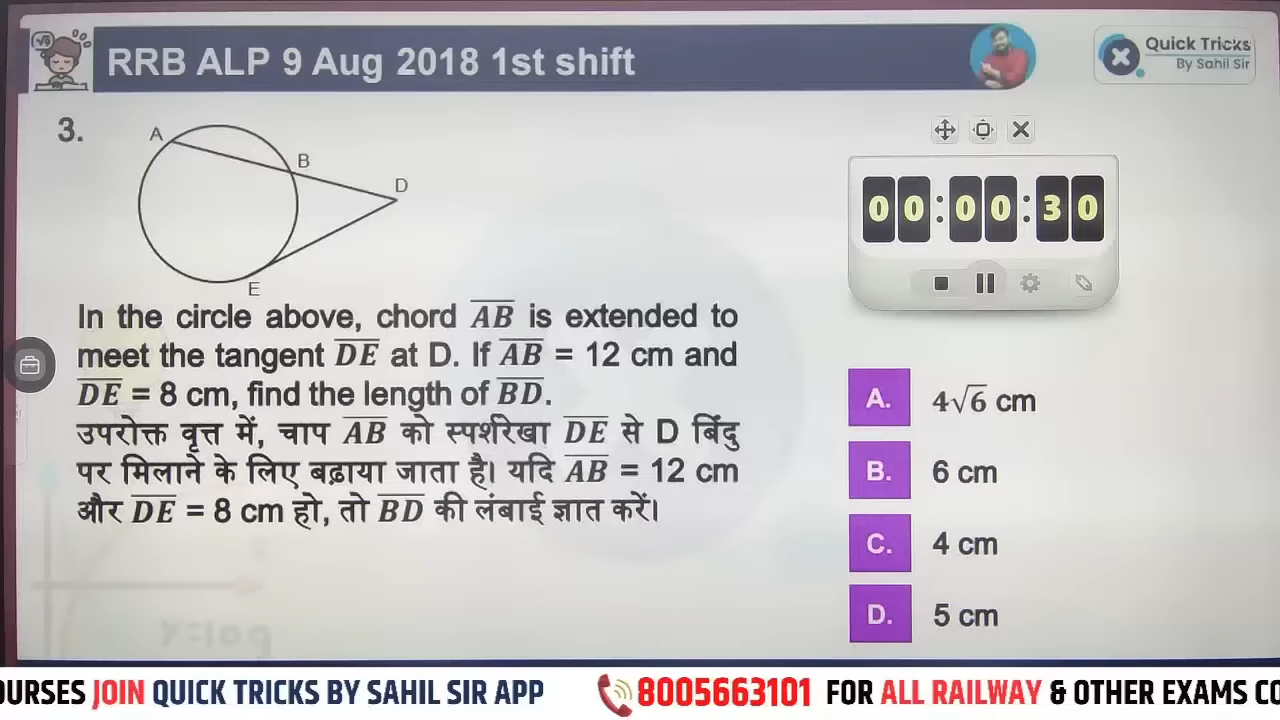 RRB ALP 9 Aug 2018 1st shift
Quick Tricks
By Sahil Sir
3.
A
B
D
E
00:00:30
In the circle above, chord AB is extended to
meet the tangent DE at D. If AB = 12 cm and
DE = 8 cm, find the length of BD.
उपरोक्त वृत्त में, चाप AB को स्पर्शरेखा DE से D बिंदु
पर मिलाने के लिए बढ़ाया जाता है। यदि AB = 12 cm
और DE = 8 cm हो, तो BD की लंबाई ज्ञात करें।
A. 4√6 cm
B. 6 cm
C. 4 cm
D. 5 cm
y=log
OURSES JOIN QUICK TRICKS BY SAHIL SIR APP 8005663101 FOR ALL RAILWAY & OTHER EXAMS CO